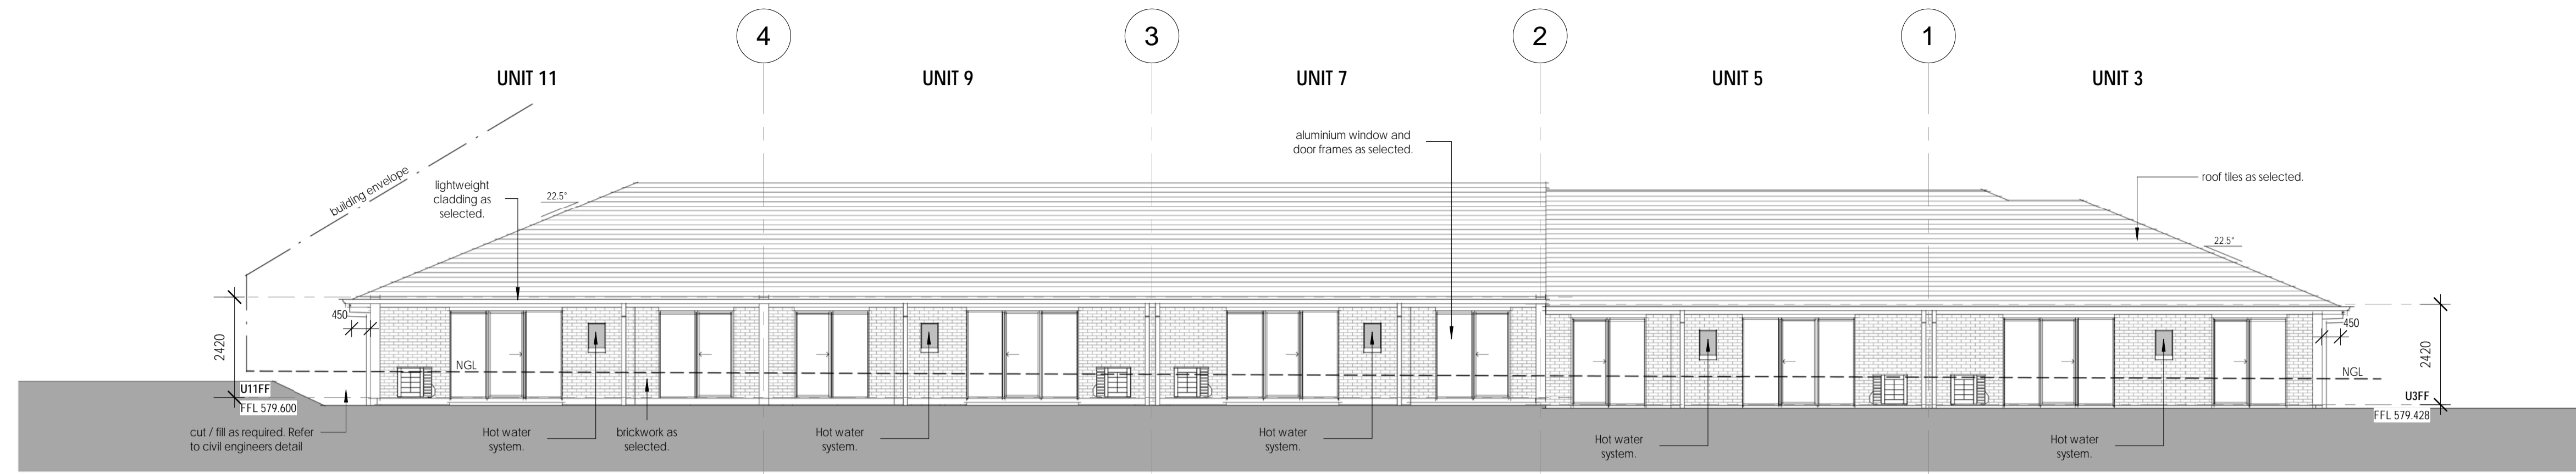 4
3
2
1
UNIT 11
UNIT 9
UNIT 7
UNIT 5
UNIT 3
aluminium window and
door frames as selected.
building envelope
lightweight
cladding as
selected.
22.5°
roof tiles as selected.
22.5°
450
2420
450
2420
NGL
NGL
U11FF
FFL 579.600
U3FF
FFL 579.428
cut / fill as required. Refer
to civil engineers detail
Hot water
system.
brickwork as
selected.
Hot water
system.
Hot water
system.
Hot water
system.
Hot water
system.